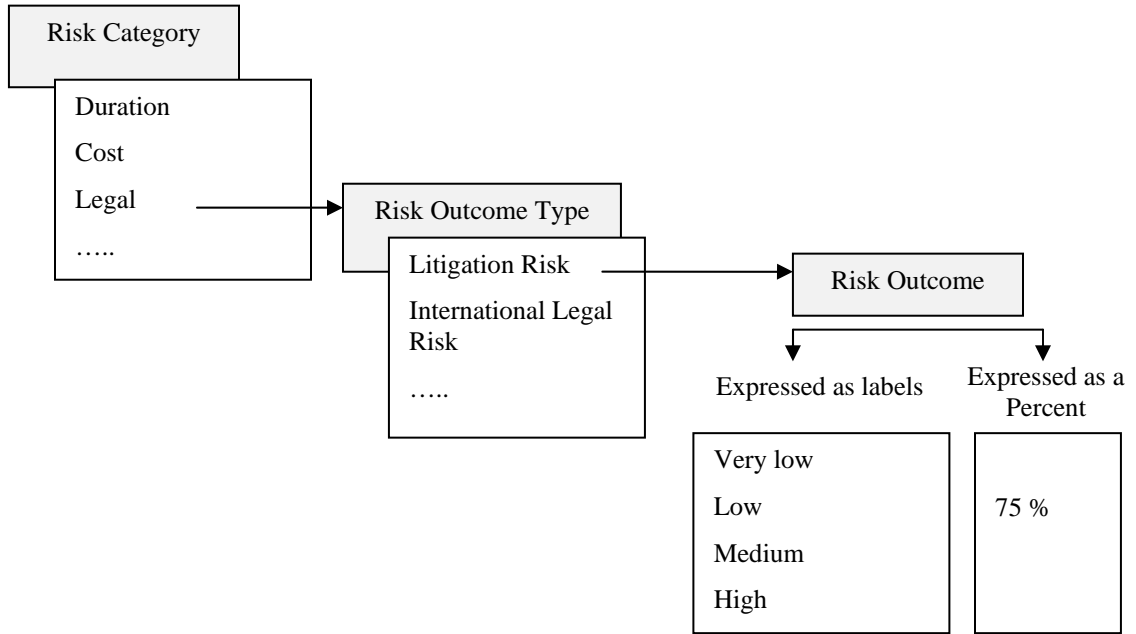 Risk Category
Duration
Cost
Legal
…..
Risk Outcome Type
Litigation Risk
International Legal
Risk
…..
Risk Outcome
Expressed as labels
Expressed as a
Percent
Very low
Low
Medium
High
75 %